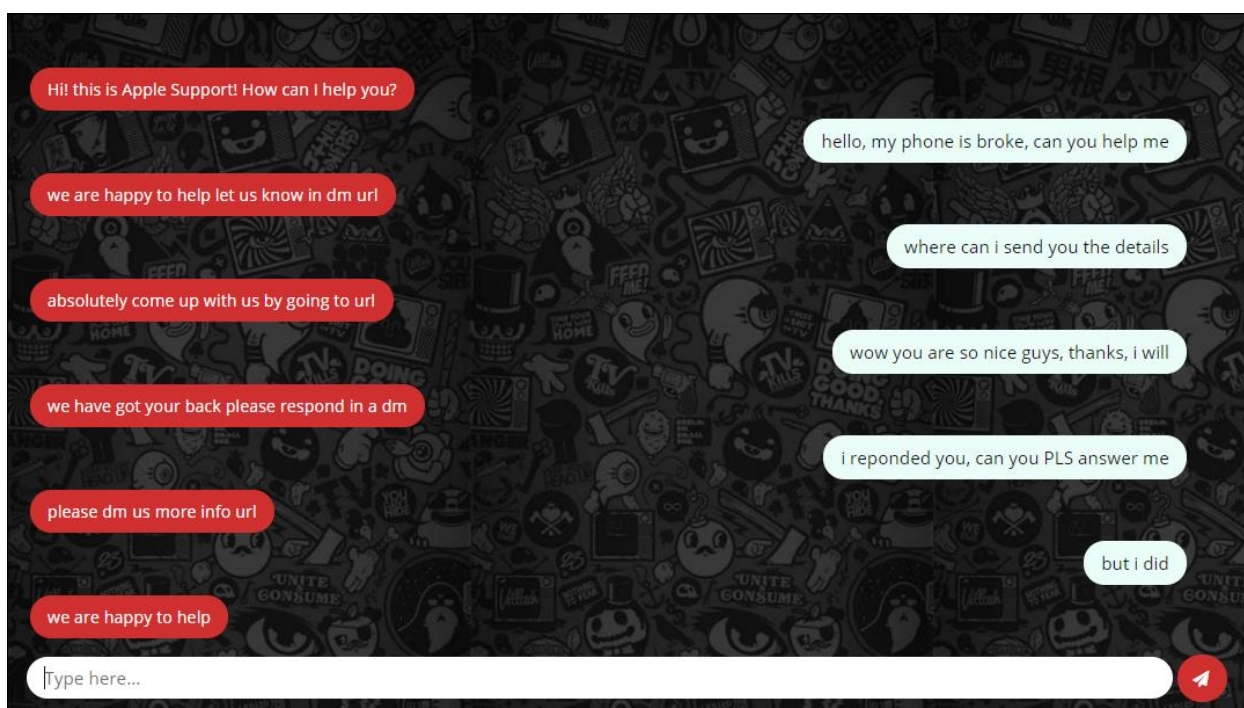 Hi! this is Apple Support! How can I help you?
hello, my phone is broke, can you help me
we are happy to help let us know in dm url
where can i send you the details
absolutely come up with us by going to url
wow you are so nice guys, thanks, i will
we have got your back please respond in a dm
i reponded you, can you PLS answer me
please dm us more info url
but i did
we are happy to help
Type here...